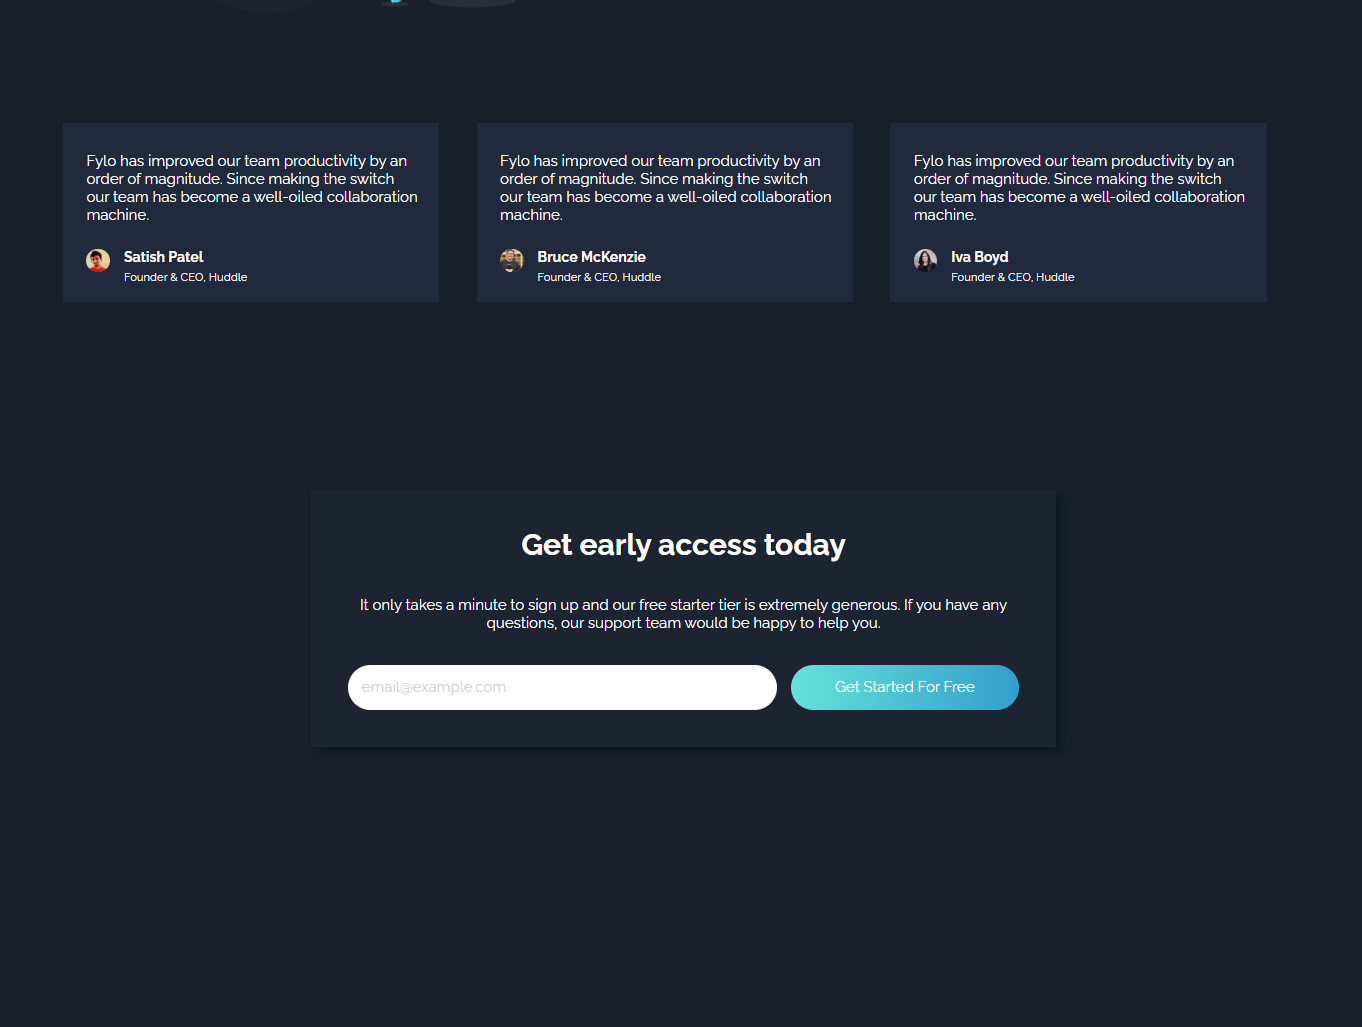 Fylo has improved our team productivity by an
order of magnitude. Since making the switch
our team has become a well-oiled collaboration
machine.
Satish Patel
Founder & CEO, Huddle
Fylo has improved our team productivity by an
order of magnitude. Since making the switch
our team has become a well-oiled collaboration
machine.
Bruce McKenzie
Founder & CEO, Huddle
Fylo has improved our team productivity by an
order of magnitude. Since making the switch
our team has become a well-oiled collaboration
machine.
Iva Boyd
Founder & CEO, Huddle
Get early access today
It only takes a minute to sign up and our free starter tier is extremely generous. If you have any
questions, our support team would be happy to help you.
email@example.com
Get Started For Free